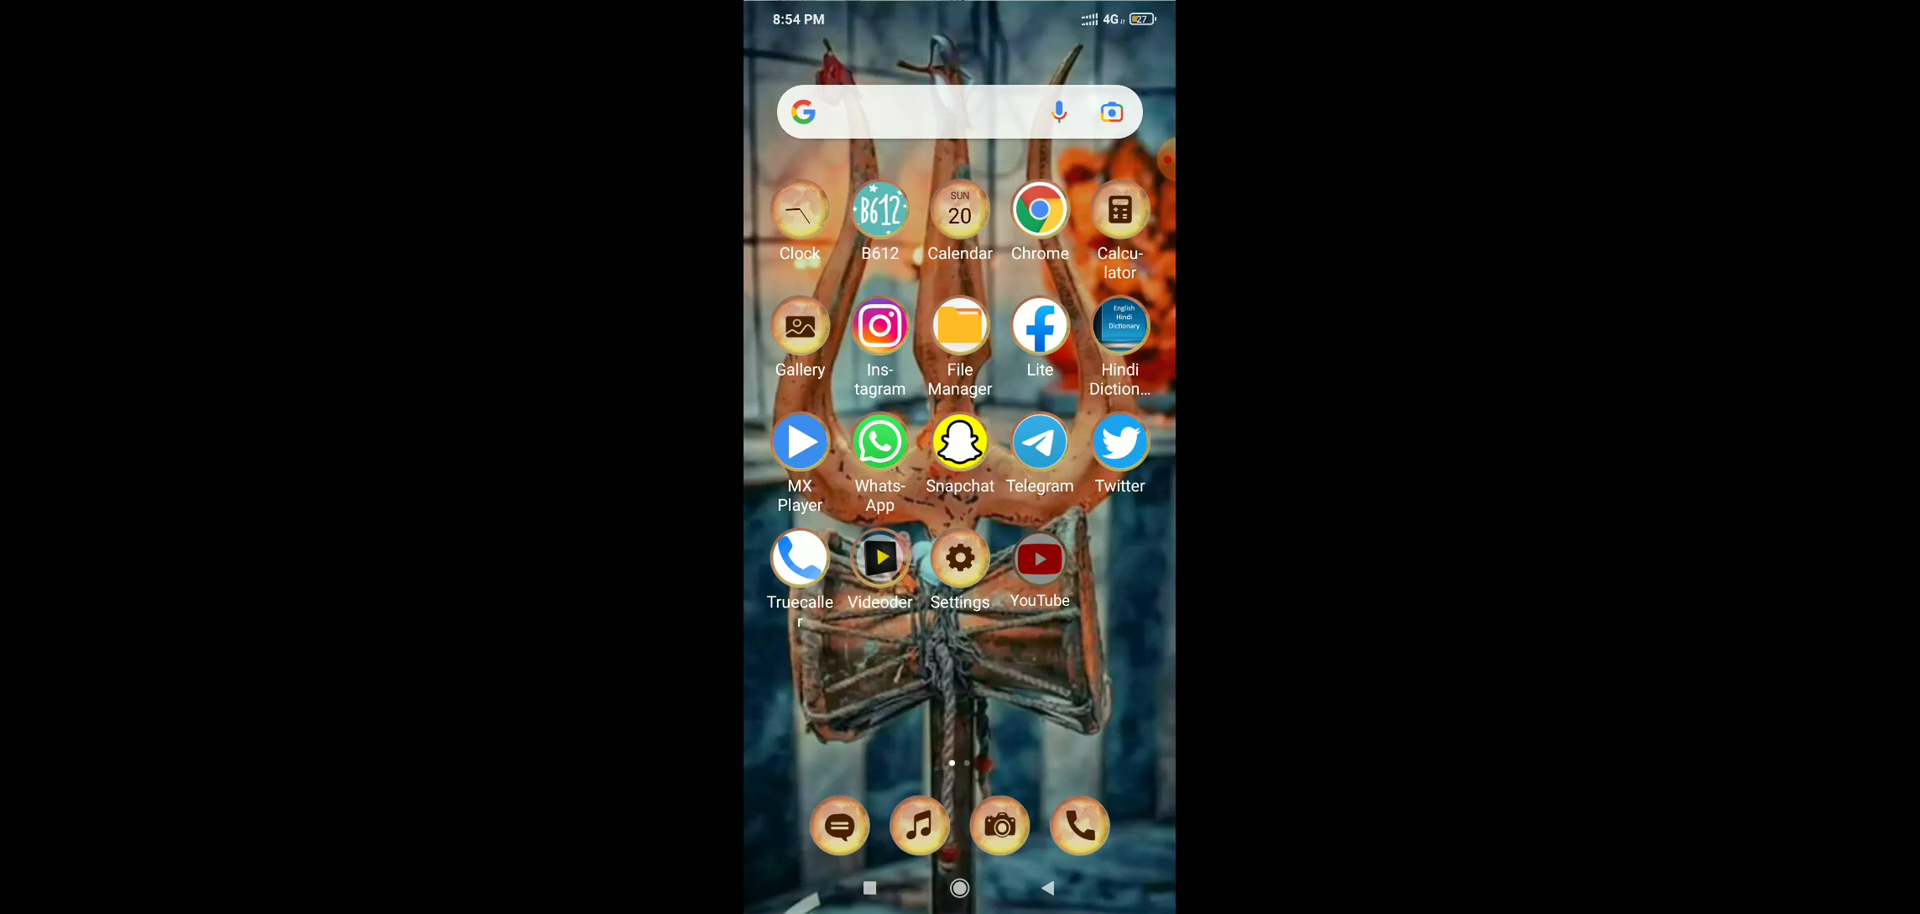 8:54 PM 4G 27
SUN
20
B612
Clock B612 Calendar Chrome Calcu-
lator
English
Hindi
Dictionary
Gallery Ins- File Lite Hindi
tagram Manager Diction...
MX Whats- Snapchat Telegram Twitter
Player App
Truecalle Videoder Settings YouTube
r